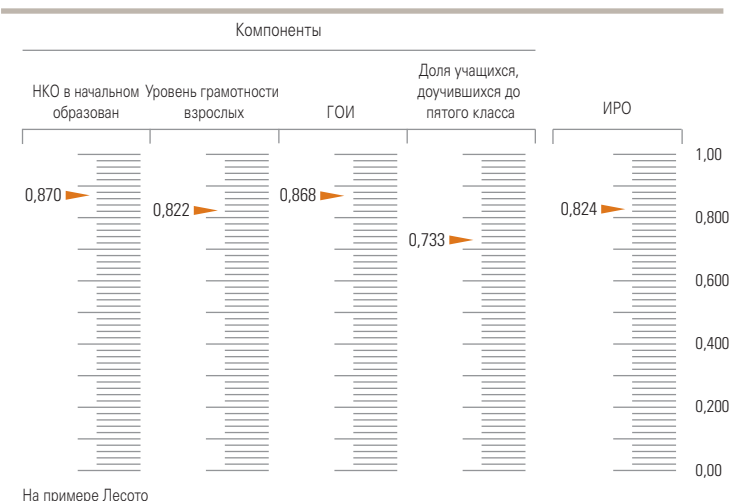 Компоненты
НКО в начальном
образован
Уровень грамотности
взрослых
ГОИ
Доля учащихся,
доучившихся до
пятого класса
ИРО
1,00
0,870
0,822
0,868
0,733
0,824
0,800
0,600
0,400
0,200
0,00
На примере Лесото